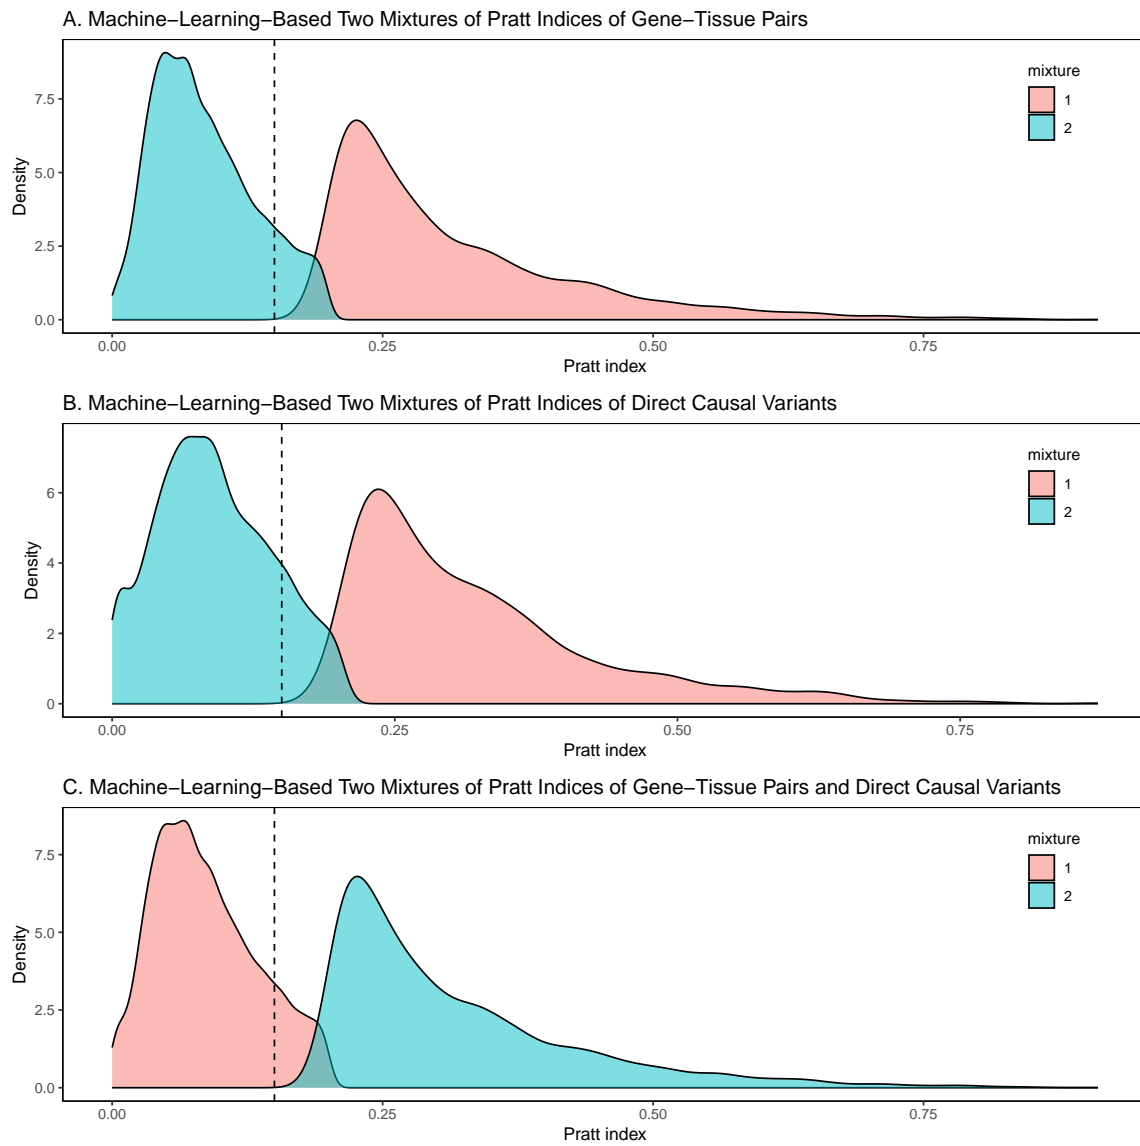 A. Machine−Learning−Based Two Mixtures of Pratt Indices of Gene−Tissue Pairs
mixture
1
2
Density
7.5
5.0
2.5
0.0
0.00 0.25 0.50 0.75
Pratt index
B. Machine−Learning−Based Two Mixtures of Pratt Indices of Direct Causal Variants
mixture
1
2
Density
6
4
2
0
0.00 0.25 0.50 0.75
Pratt index
C. Machine−Learning−Based Two Mixtures of Pratt Indices of Gene−Tissue Pairs and Direct Causal Variants
mixture
1
2
Density
7.5
5.0
2.5
0.0
0.00 0.25 0.50 0.75
Pratt index